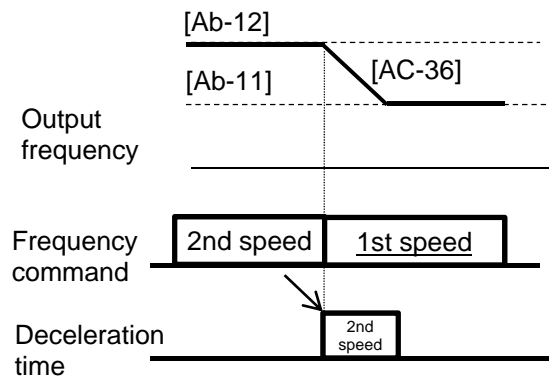 [Ab-12]
[Ab-11]
[AC-36]
Output
frequency
Frequency
command
2nd speed
1st speed
Deceleration
time
2nd
speed